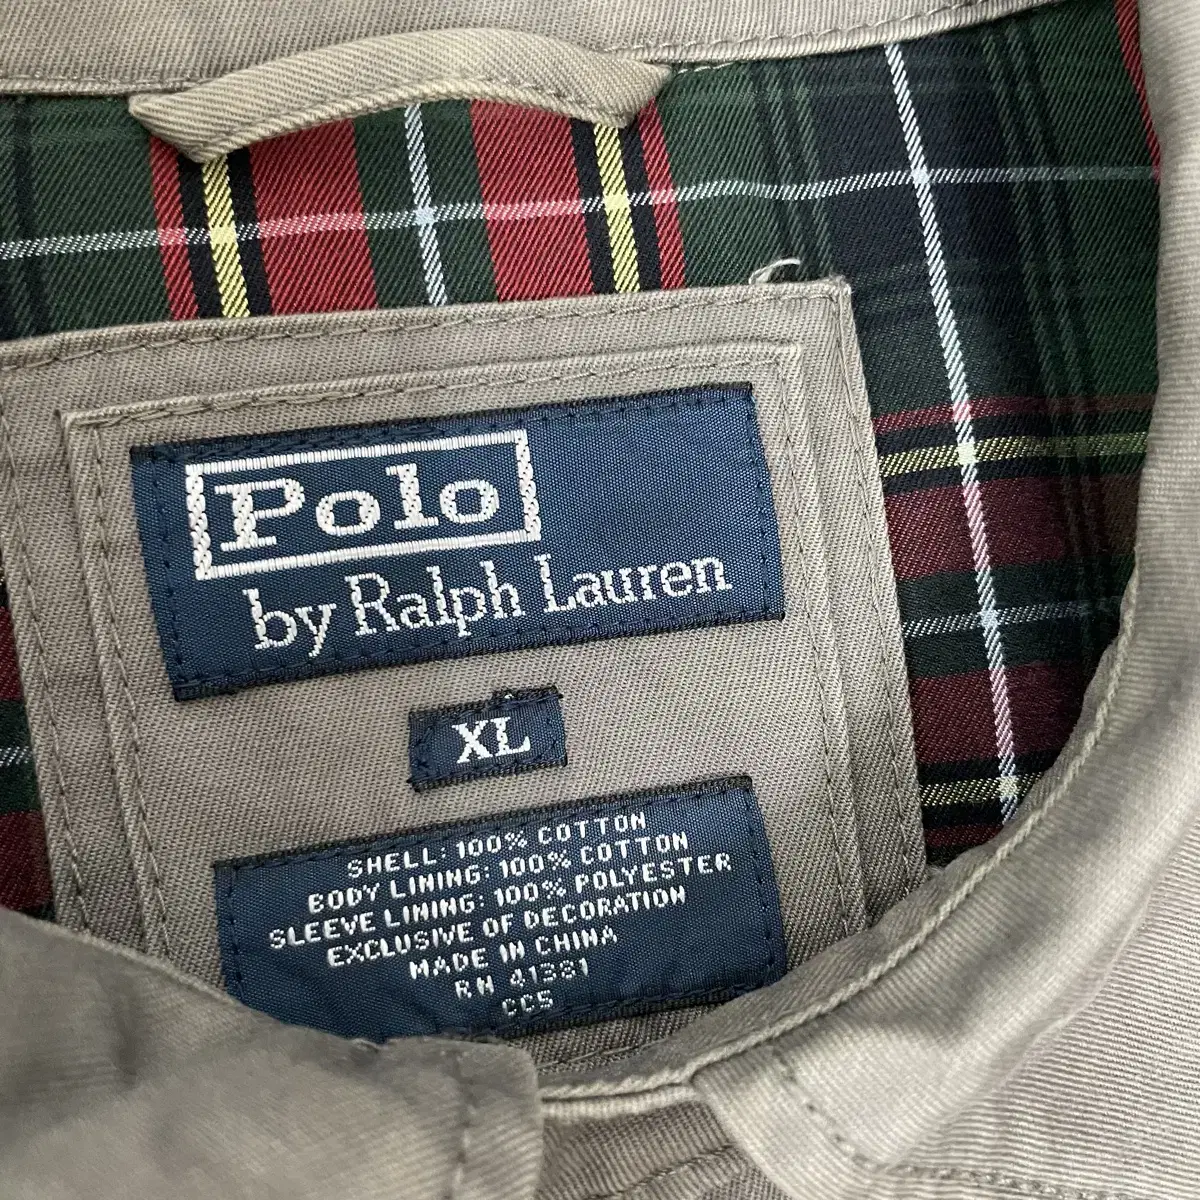 Polo
by Ralph Lauren
XL
SHELL: 100% COTTON
BODY LINING: 100% COTTON
SLEEVE LINING: 100% POLYESTER
EXCLUSIVE OF DECORATION
MADE IN CHINA
RN 41381
CCS